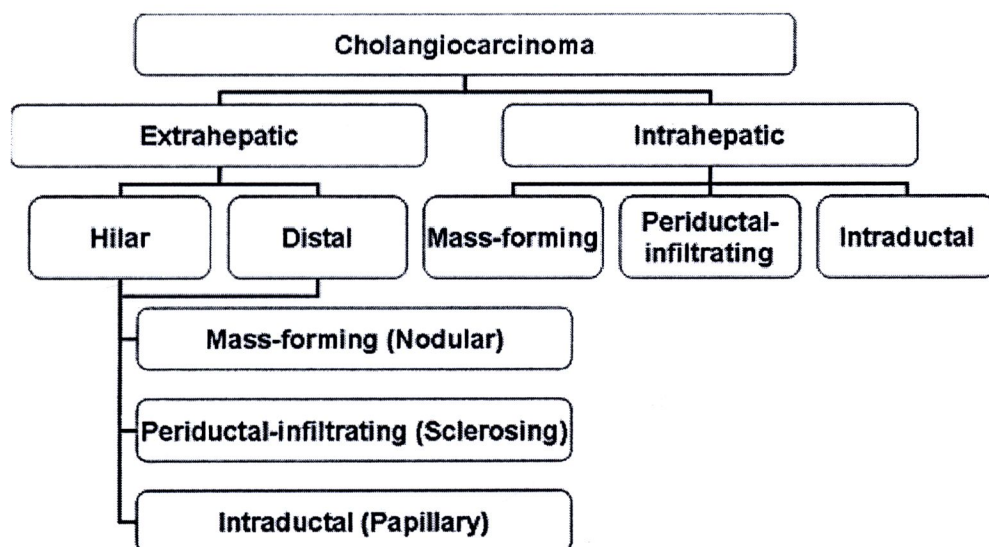 Cholangiocarcinoma
Extrahepatic
Intrahepatic
Hilar
Distal
Mass-forming
Periductal-
infiltrating
Intraductal
Mass-forming (Nodular)
Periductal-infiltrating (Sclerosing)
Intraductal (Papillary)